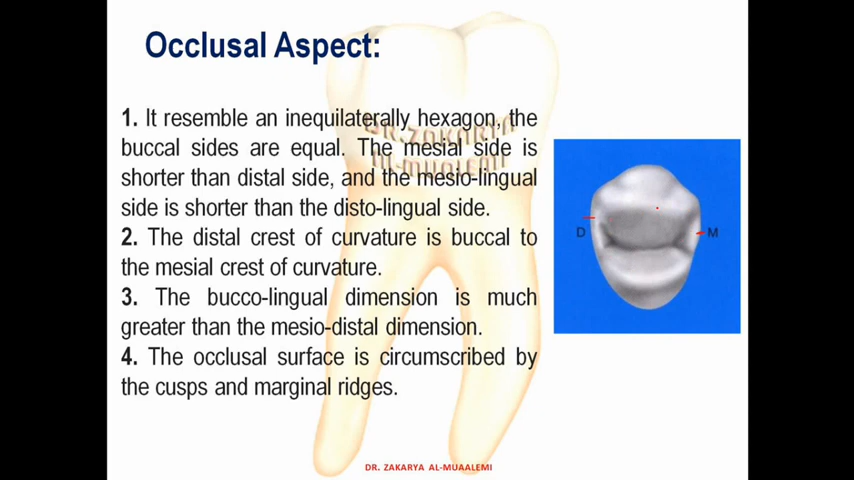 Occlusal Aspect:
1. It resemble an inequilaterally hexagon, the
buccal sides are equal. The mesial side is
shorter than distal side, and the mesio-lingual
side is shorter than the disto-lingual side.
2. The distal crest of curvature is buccal to
the mesial crest of curvature.
3. The bucco-lingual dimension is much
greater than the mesio-distal dimension.
4. The occlusal surface is circumscribed by
the cusps and marginal ridges.
DR.ZAKARYA
AL-MUALEMI
D
M
DR. ZAKARYA AL-MUAALEMI